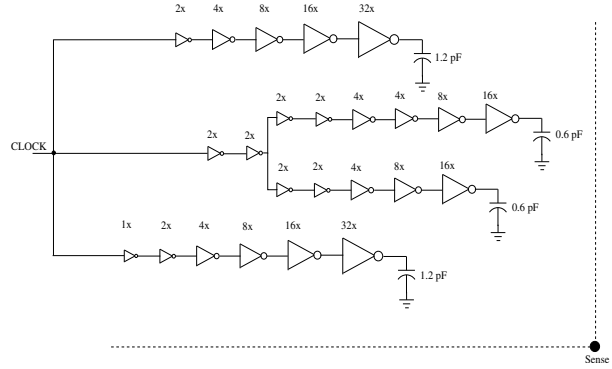 2x 4x 8x 16x 32x
1.2 pF
2x 2x 4x 4x 8x 16x
0.6 pF
2x 2x
CLOCK
2x 2x 4x 8x 16x
0.6 pF
1x 2x 4x 8x 16x 32x
1.2 pF
Sense